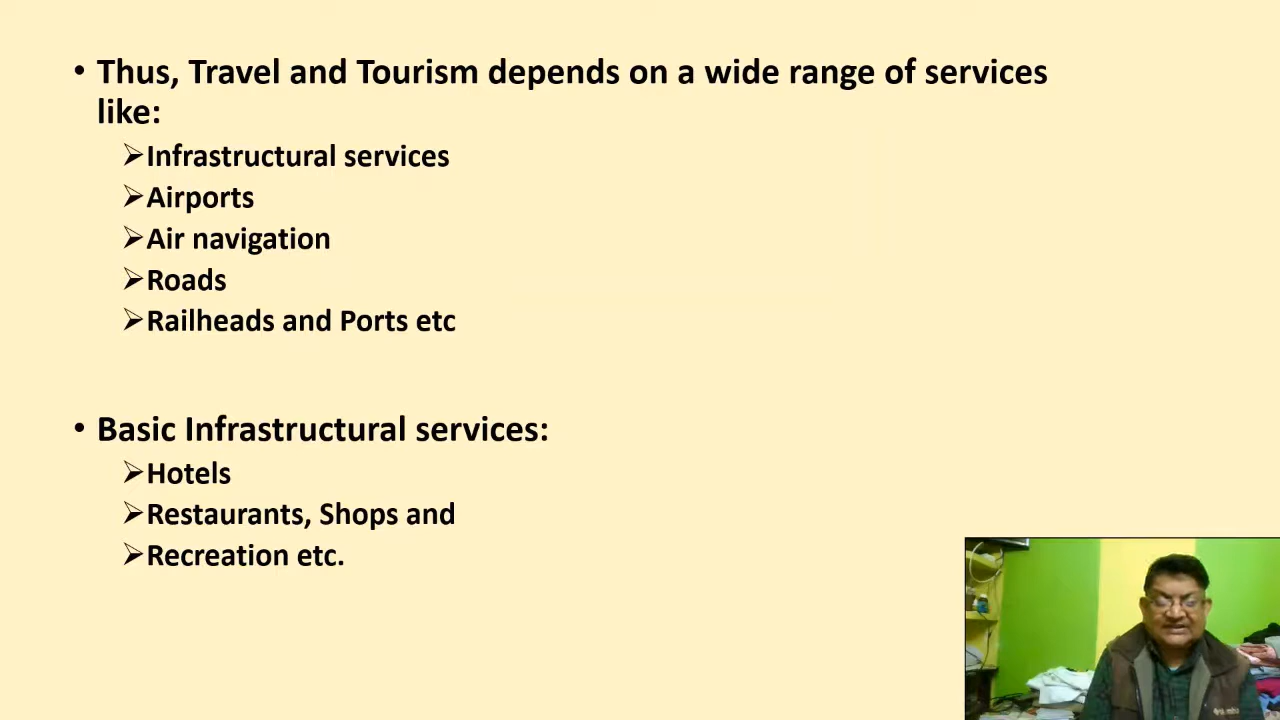 • Thus, Travel and Tourism depends on a wide range of services
like:
➢Infrastructural services
➢Airports
➢Air navigation
➢Roads
➢Railheads and Ports etc
• Basic Infrastructural services:
➢Hotels
➢Restaurants, Shops and
➢Recreation etc.